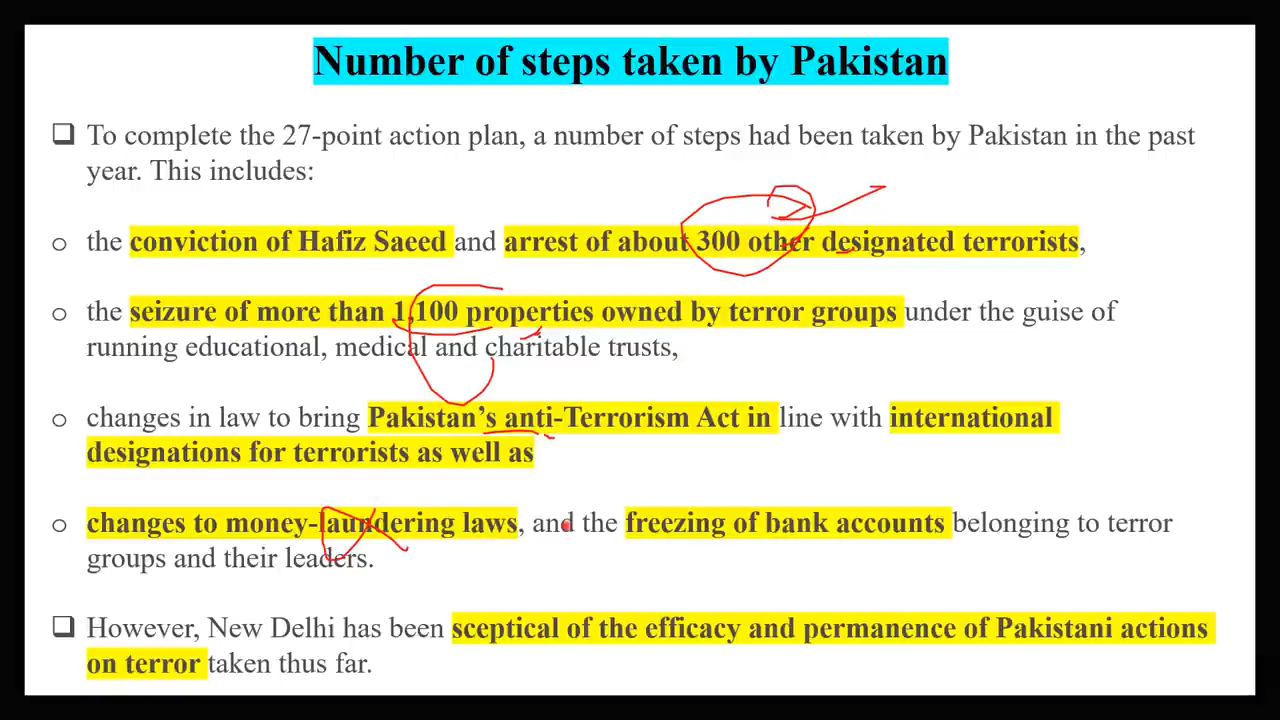 Number of steps taken by Pakistan
❑ To complete the 27-point action plan, a number of steps had been taken by Pakistan in the past
year. This includes:
o the conviction of Hafiz Saeed and arrest of about 300 other designated terrorists,
o the seizure of more than 1,100 properties owned by terror groups under the guise of
running educational, medical and charitable trusts,
o changes in law to bring Pakistan's anti-Terrorism Act in line with international
designations for terrorists as well as
o changes to money-laundering laws, and the freezing of bank accounts belonging to terror
groups and their leaders.
❑ However, New Delhi has been sceptical of the efficacy and permanence of Pakistani actions
on terror taken thus far.